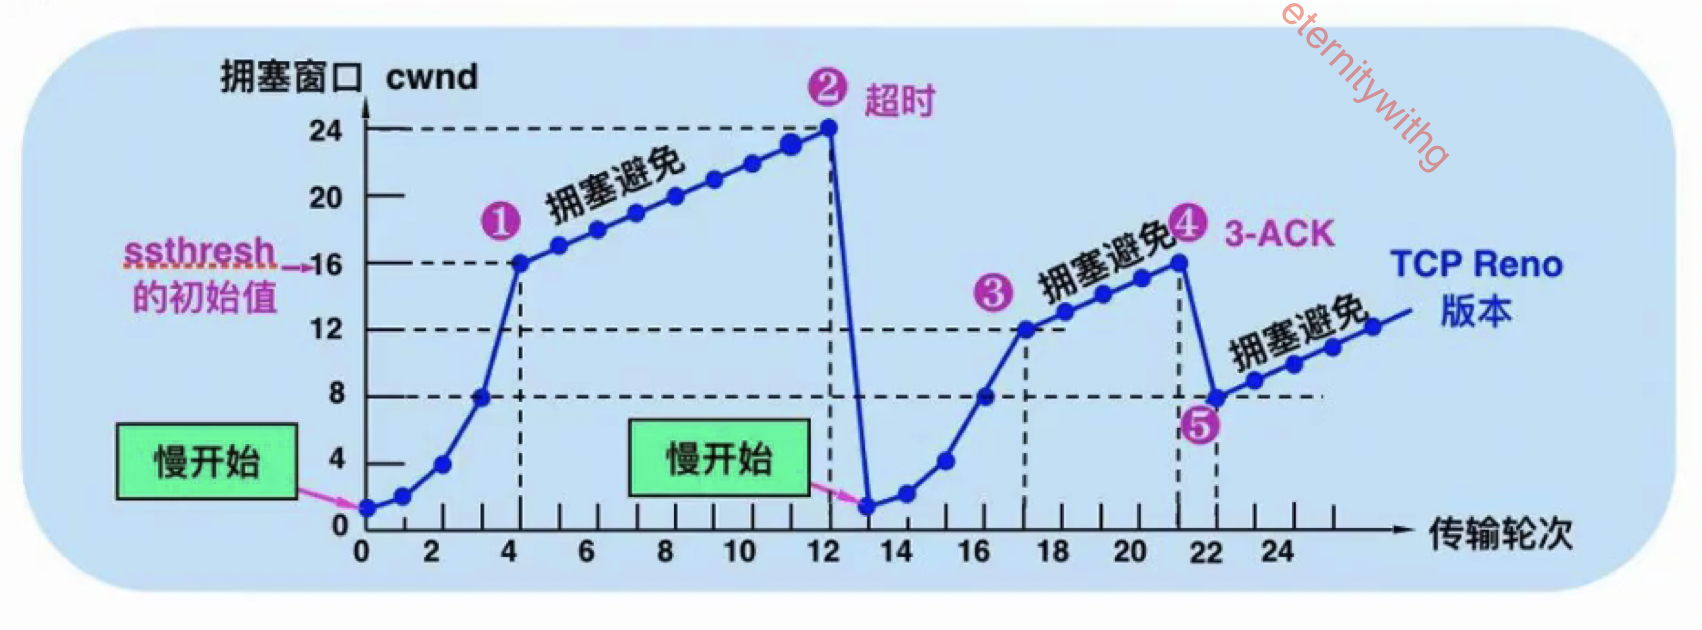 eternitywithg
拥塞窗口 cwnd
❷ 超时
24
拥塞避免
20
❶
❹ 3-ACK
ssthresh
的初始值
16
拥塞避免
TCP Reno
版本
❸
12
拥塞避免
8
❺
慢开始
慢开始
4
0
传输轮次
0 2 4 6 8 10 12 14 16 18 20 22 24